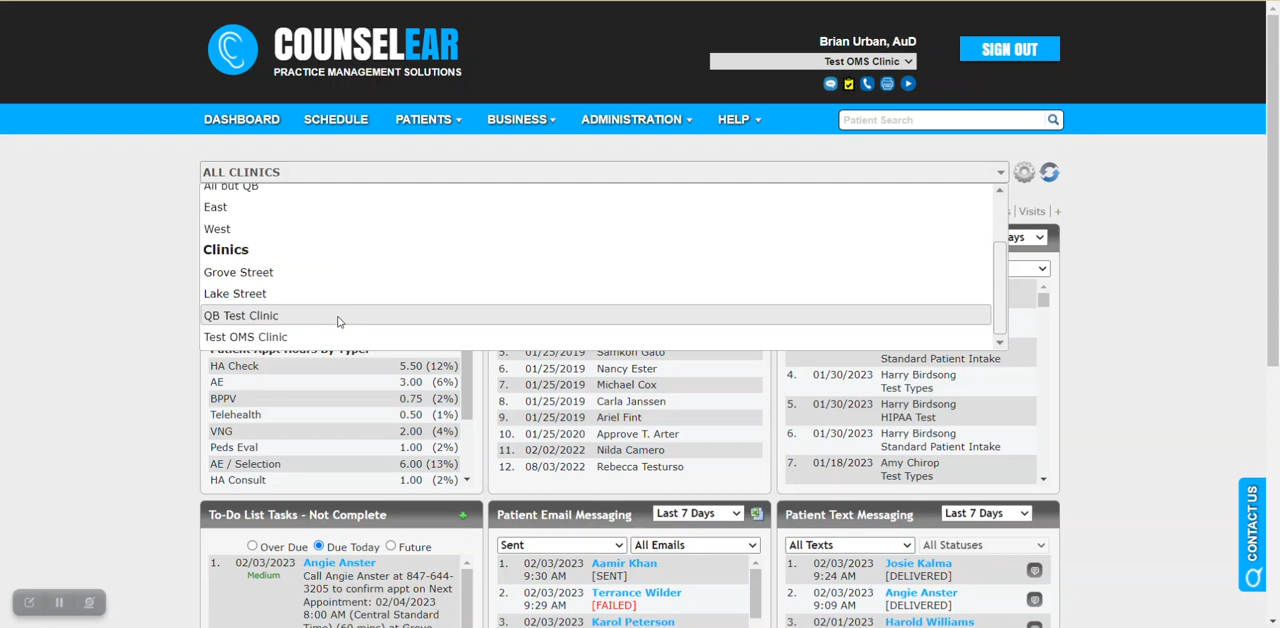 COUNSELEAR
PRACTICE MANAGEMENT SOLUTIONS
Brian Urban, AuD
Test OMS Clinic
SIGN OUT
DASHBOARD SCHEDULE PATIENTS BUSINESS ADMINISTRATION HELP
Patient Search
ALL CLINICS
All but QB
East
West
Clinics
Grove Street
Lake Street
QB Test Clinic
Test OMS Clinic
| Visits | +
HA Check 5.50 (12%)
AE 3.00 (6%)
BPPV 0.75 (2%)
Telehealth 0.50 (1%)
VNG 2.00 (4%)
Peds Eval 1.00 (2%)
AE / Selection 6.00 (13%)
HA Consult 1.00 (2%)
5. 01/25/2019 Samkon Gato
6. 01/25/2019 Nancy Ester
7. 01/25/2019 Michael Cox
8. 01/25/2019 Carla Janssen
9. 01/25/2019 Ariel Fint
10. 01/25/2020 Approve T. Arter
11. 02/02/2022 Nilda Camero
12. 08/03/2022 Rebecca Testurso
Standard Patient Intake
4. 01/30/2023 Harry Birdsong
Test Types
5. 01/30/2023 Harry Birdsong
HIPAA Test
6. 01/30/2023 Harry Birdsong
Standard Patient Intake
7. 01/18/2023 Amy Chirop
Test Types
To-Do List Tasks - Not Complete
Over Due Due Today Future
1. 02/03/2023 Angie Anster
Medium
Call Angie Anster at 847-644-
3205 to confirm appt on Next
Appointment: 02/04/2023
8:00 AM (Central Standard
Time) (60 mins) at Grove
Patient Email Messaging Last 7 Days
Sent All Emails
1. 02/03/2023 Aamir Khan
9:30 AM [SENT]
2. 02/03/2023 Terrance Wilder
9:29 AM [FAILED]
3. 02/03/2023 Karol Peterson
Patient Text Messaging Last 7 Days
All Texts All Statuses
1. 02/03/2023 Josie Kalma
9:24 AM [DELIVERED]
2. 02/03/2023 Angie Anster
9:09 AM [DELIVERED]
3. 02/01/2023 Harold Williams
CONTACT US